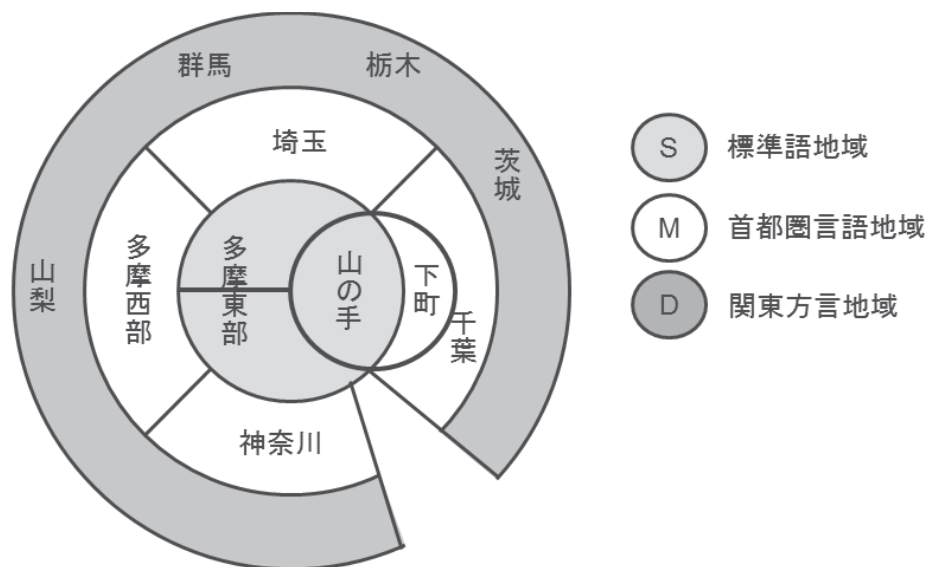 群馬
栃木
埼玉
茨城
山梨
多摩西部
多摩東部
山の手
下町
千葉
神奈川
S 標準語地域
M 首都圏言語地域
D 関東方言地域